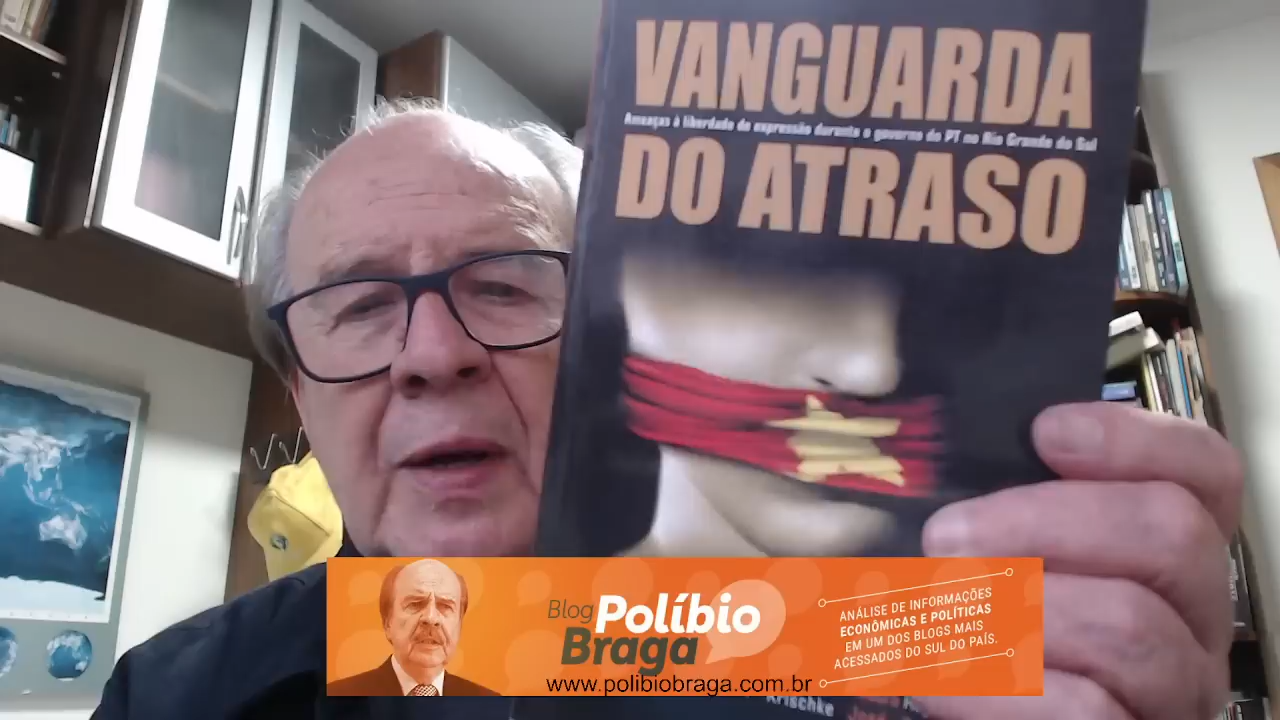 VANGUARDA
Ameaças à liberdade de expressão durante o governo do PT no Rio Grande do Sul
DO ATRASO
Blog Políbio
Braga
ANÁLISE DE INFORMAÇÕES
ECONÔMICAS E POLÍTICAS
EM UM DOS BLOGS MAIS
ACESSADOS DO SUL DO PAÍS.
www.polibiobraga.com.br
Krischke